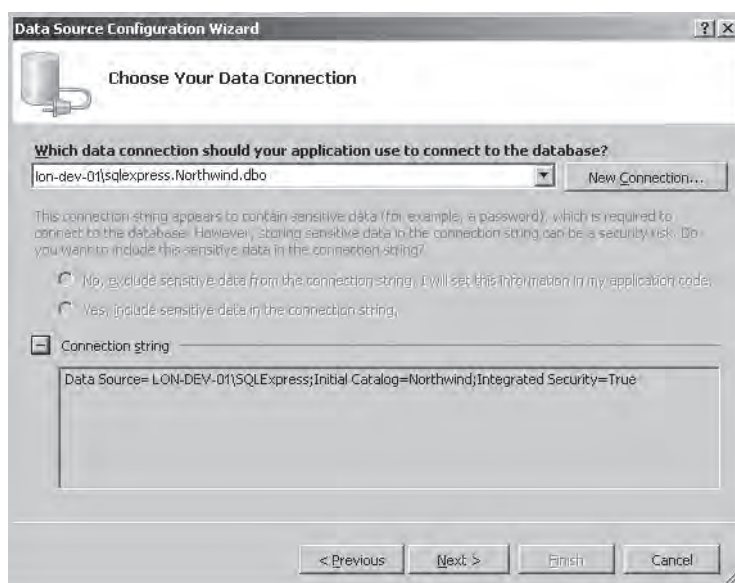 Data Source Configuration Wizard
Choose Your Data Connection
Which data connection should your application use to connect to the database?
lon-dev-01\sqlexpress.Northwind.dbo
New Connection...
This connection string appears to contain sensitive data (for example, a password), which is required to
connect to the database. However, storing sensitive data in the connection string can be a security risk. Do
you want to include this sensitive data in the connection string?
No, exclude sensitive data from the connection string. I will set this information in my application code.
Yes, include sensitive data in the connection string.
Connection string
Data Source= LON-DEV-01\SQLExpress;Initial Catalog=Northwind;Integrated Security=True
< Previous
Next >
Finish
Cancel